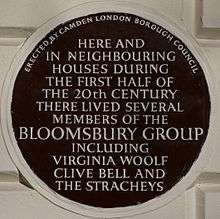 ERECTED BY CAMDEN LONDON BOROUGH COUNCIL
HERE AND
IN NEIGHBOURING
HOUSES DURING
THE FIRST HALF OF
THE 20th CENTURY
THERE LIVED SEVERAL
MEMBERS OF THE
BLOOMSBURY GROUP
INCLUDING
VIRGINIA WOOLF
CLIVE BELL AND
THE STRACHEYS